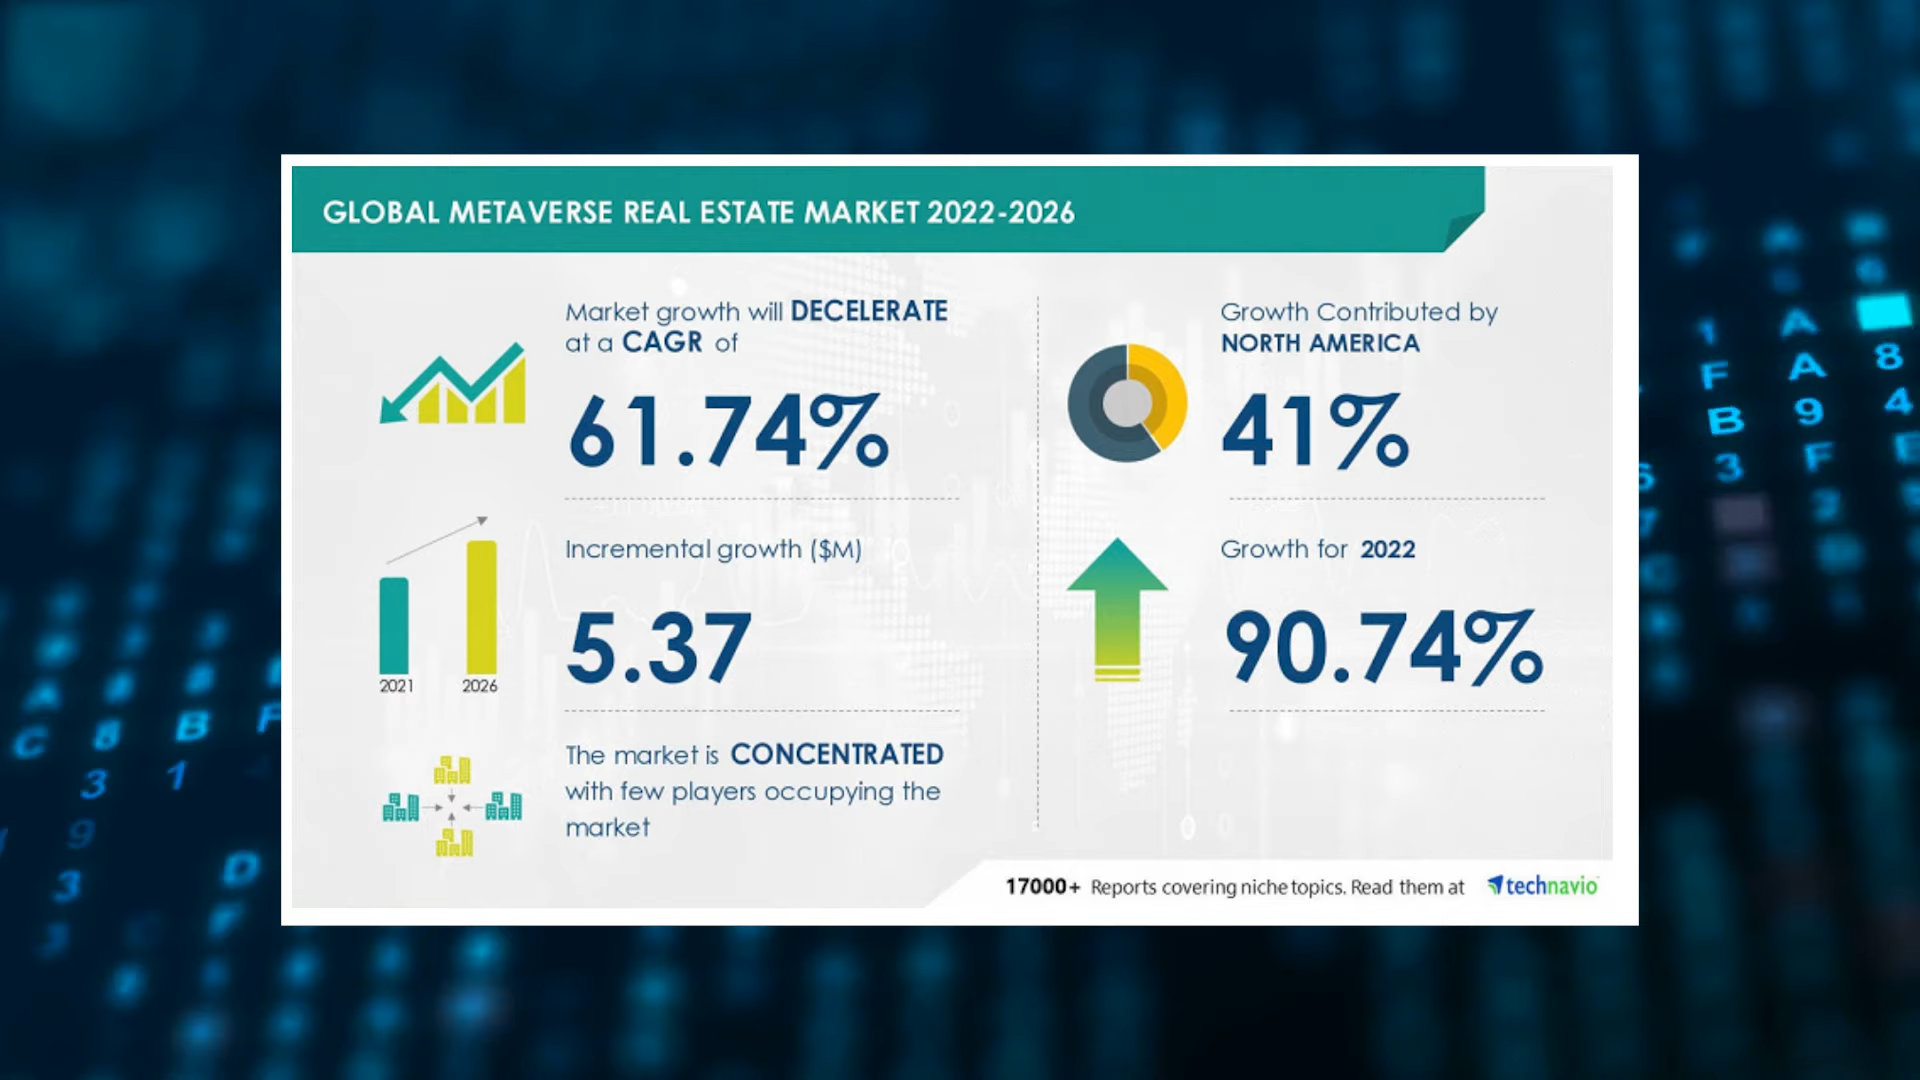 GLOBAL METAVERSE REAL ESTATE MARKET 2022-2026
Market growth will DECELERATE
at a CAGR of
61.74%
Incremental growth ($M)
5.37
2021 2026
The market is CONCENTRATED
with few players occupying the
market
Growth Contributed by
NORTH AMERICA
41%
Growth for 2022
90.74%
17000+ Reports covering niche topics. Read them at technavio